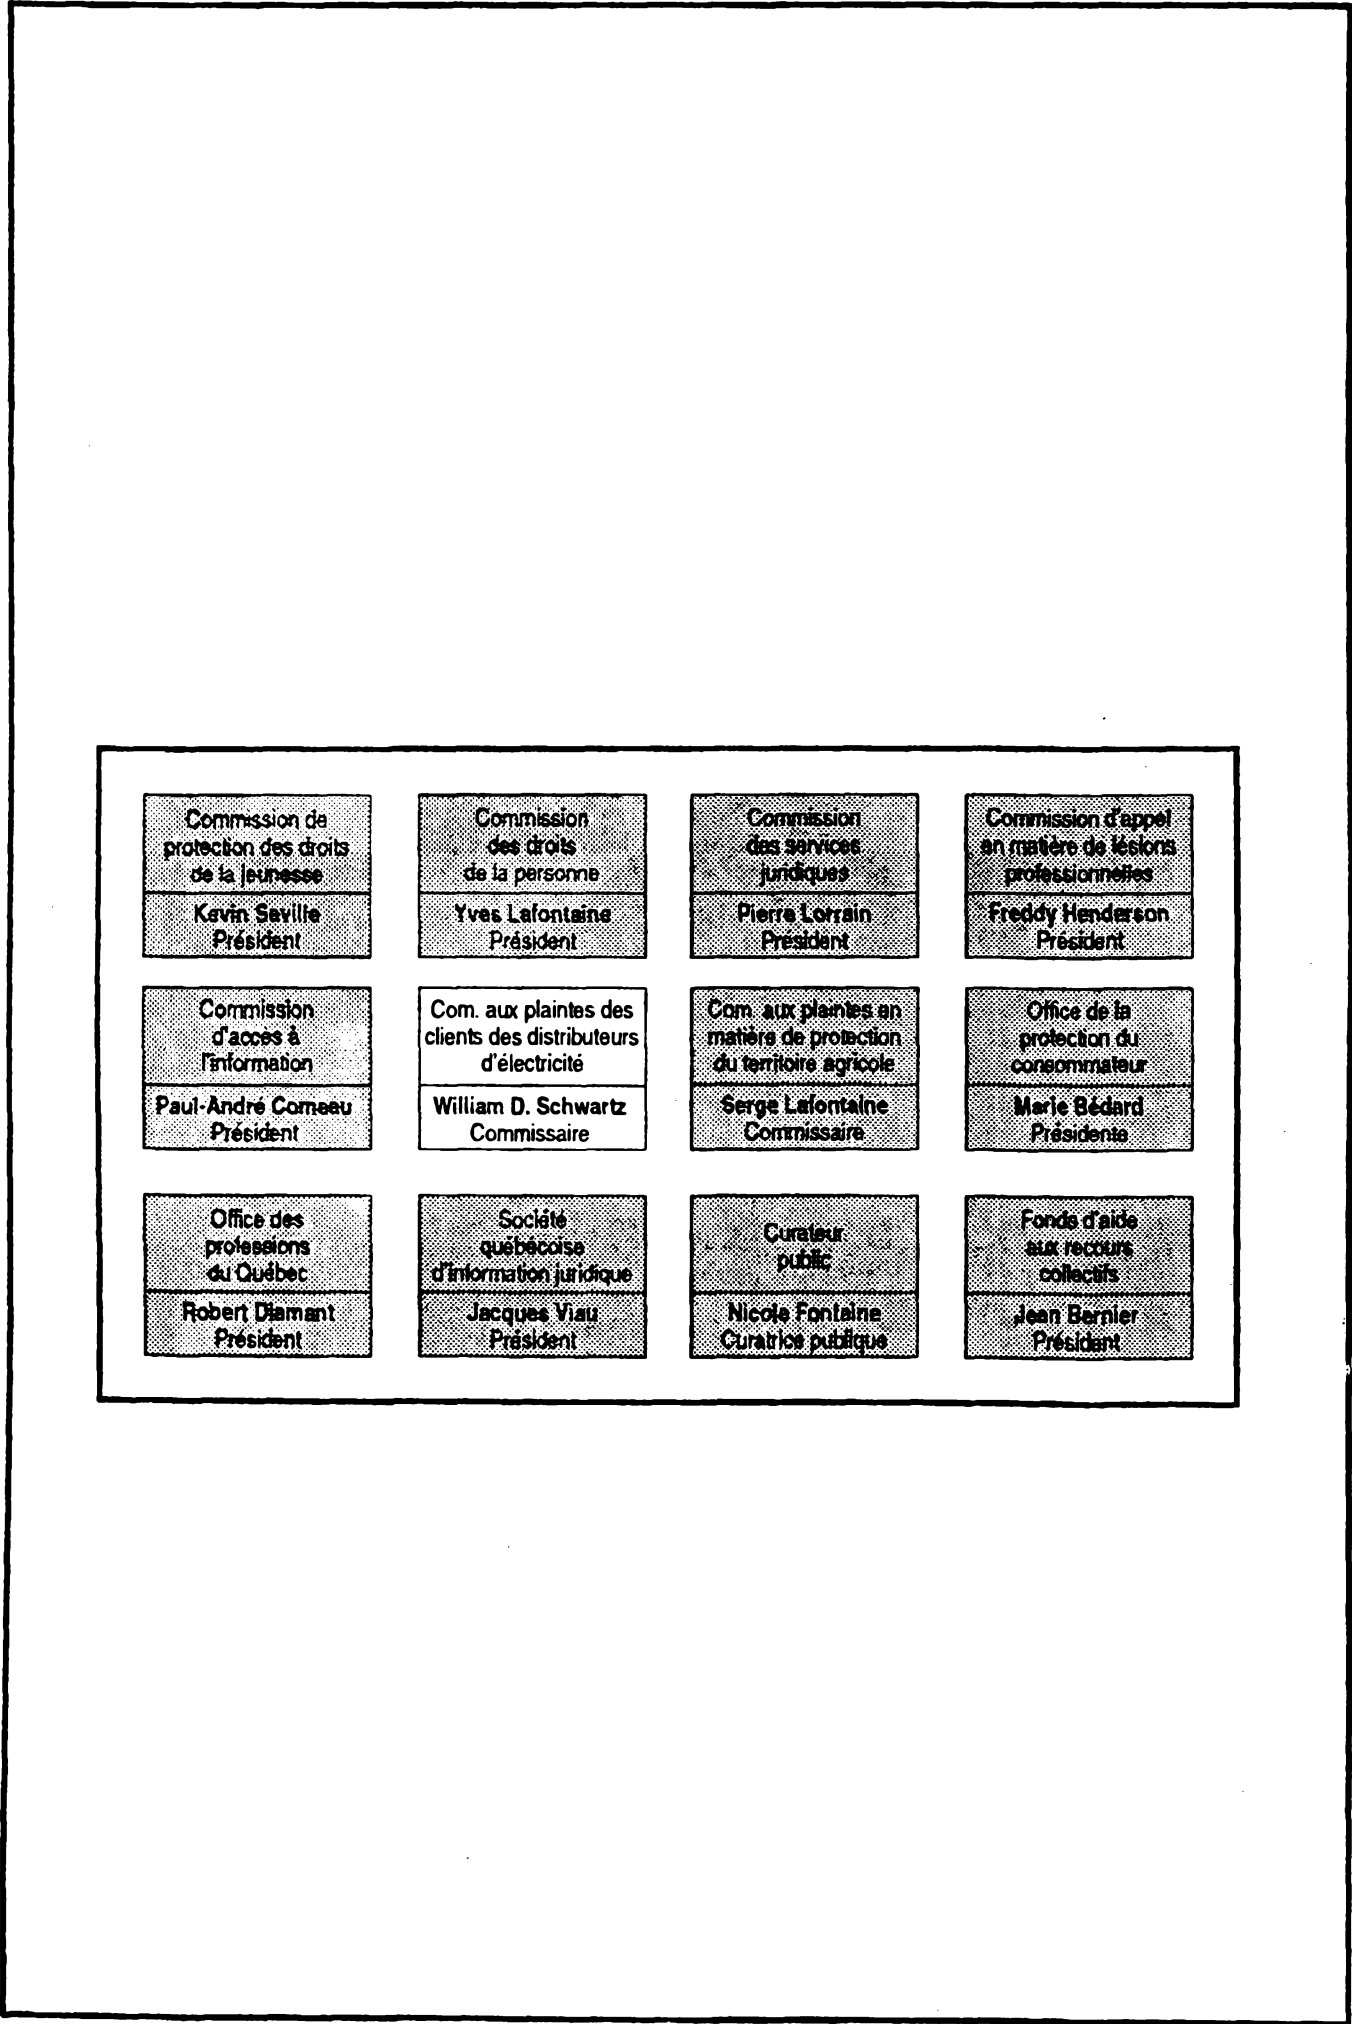 Commission de
protection des droits
de la jeunesse
Kevin Saville
Président
Commission
des droits
de la personne
Yves Lafontaine
Président
Commission
des services
juridiques
Pierre Lorrain
Président
Commission d'appel
en matière de lésions
professionnelles
Freddy Henderson
Président
Commission
d'accès à
l'information
Paul-André Comeau
Président
Com. aux plaintes des
clients des distributeurs
d'électricité
William D. Schwartz
Commissaire
Com. aux plaintes en
matière de protection
du territoire agricole
Serge Lafontaine
Commissaire
Office de la
protection du
consommateur
Marie Bédard
Présidente
Office des
professions
du Québec
Robert Diamant
Président
Société
québécoise
d'information juridique
Jacques Viau
Président
Curateur
public
Nicole Fontaine
Curatrice publique
Fonds d'aide
aux recours
collectifs
Jean Bernier
Président